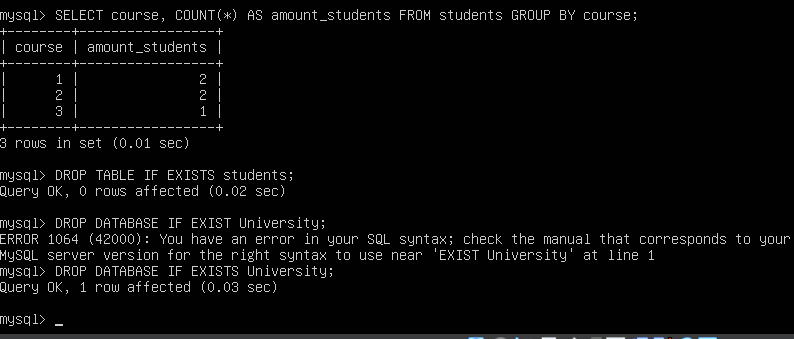 mysql> SELECT course, COUNT(*) AS amount_students FROM students GROUP BY course;
+--------+-----------------+
| course | amount_students |
+--------+-----------------+
|      1 |               2 |
|      2 |               2 |
|      3 |               1 |
+--------+-----------------+
3 rows in set (0.01 sec)
mysql> DROP TABLE IF EXISTS students;
Query OK, 0 rows affected (0.02 sec)
mysql> DROP DATABASE IF EXIST University;
ERROR 1064 (42000): You have an error in your SQL syntax; check the manual that corresponds to your
MySQL server version for the right syntax to use near 'EXIST University' at line 1
mysql> DROP DATABASE IF EXISTS University;
Query OK, 1 row affected (0.03 sec)
mysql> _